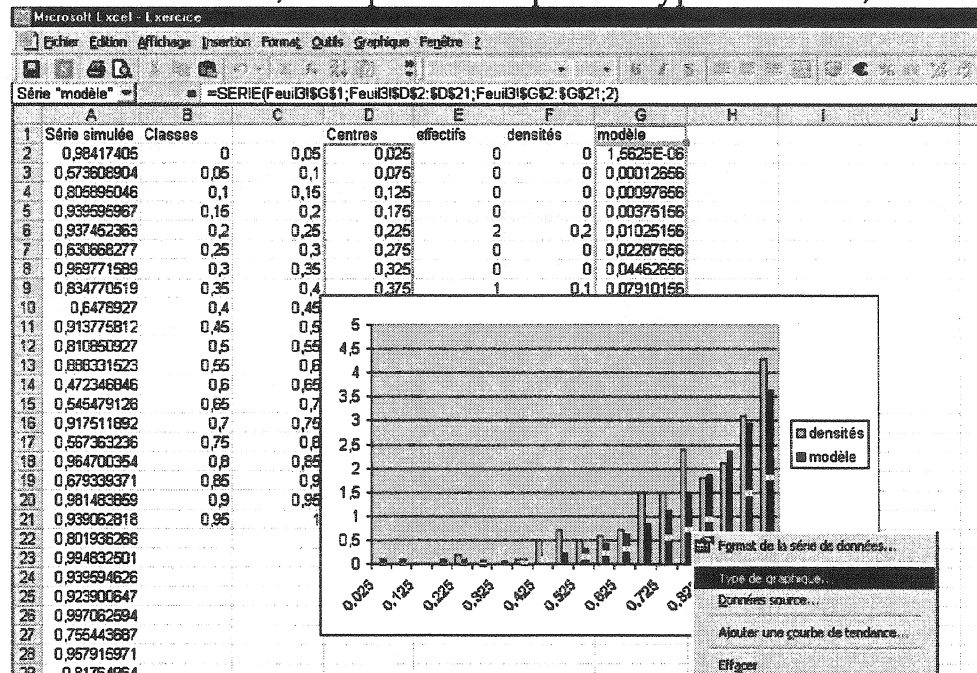 Microsoft Excel - Exercice
Fichier Edition Affichage Insertion Format Outils Graphique Fenêtre ?
Série "modèle" =SERIE(Feuil3!$G$1;Feuil3!$D$2:$D$21;Feuil3!$G$2:$G$21;2)
A B C D E F G H I J
1 Série simulée Classes Centres effectifs densités modèle
2 0,98417405 0 0,05 0,025 0 0 1,5625E-06
3 0,573608904 0,05 0,1 0,075 0 0 0,00012656
4 0,805895046 0,1 0,15 0,125 0 0 0,00097656
5 0,939595967 0,15 0,2 0,175 0 0 0,00375156
6 0,937452363 0,2 0,25 0,225 2 0,2 0,01025156
7 0,630668277 0,25 0,3 0,275 0 0 0,02287656
8 0,969771589 0,3 0,35 0,325 0 0 0,04462656
9 0,834770519 0,35 0,4 0,375 1 0,1 0,07910156
10 0,6478927 0,4 0,45
11 0,913775812 0,45 0,5
12 0,810850927 0,5 0,55
13 0,888331523 0,55 0,6
14 0,472346846 0,6 0,65
15 0,545479128 0,65 0,7
16 0,917511892 0,7 0,75
17 0,567363236 0,75 0,8
18 0,964700354 0,8 0,85
19 0,679339371 0,85 0,9
20 0,981483859 0,9 0,95
21 0,939062818 0,95 1
22 0,801936268
23 0,994832501
24 0,939594626
25 0,923900647
26 0,997062594
27 0,755443687
28 0,957915971
5
4,5
4
3,5
3
2,5
2
1,5
1
0,5
0
0,025 0,125 0,225 0,325 0,425 0,525 0,625 0,725
densités
modèle
Format de la série de données...
Type de graphique...
Données source...
Ajouter une courbe de tendance...
Effacer